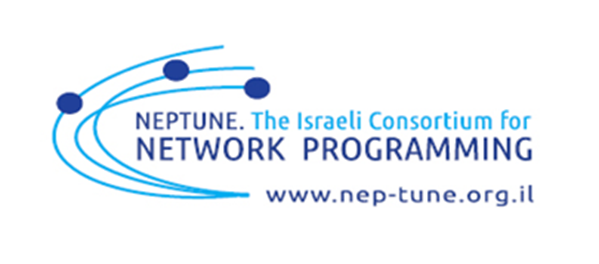 NEPTUNE. The Israeli Consortium for
NETWORK PROGRAMMING
www.nep-tune.org.il